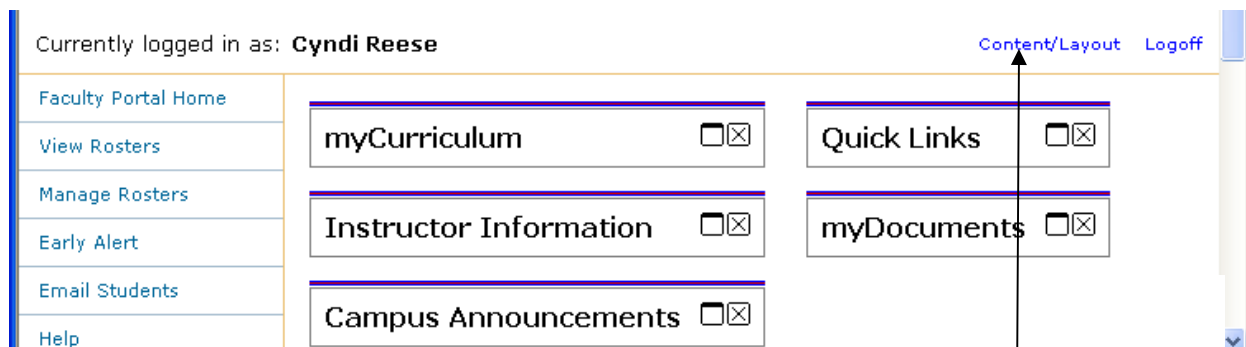 Currently logged in as: Cyndi Reese
Content/Layout Logoff
Faculty Portal Home
View Rosters
Manage Rosters
Early Alert
Email Students
Help
myCurriculum
Quick Links
Instructor Information
myDocuments
Campus Announcements